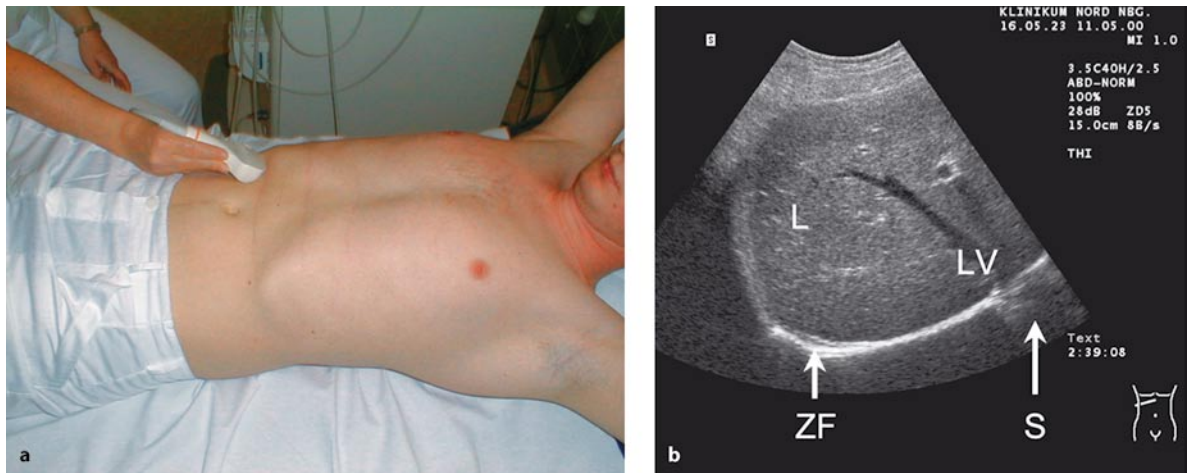 a
S
KLINIKUM NORD NBG.
16.05.23 11.05.00
MI 1.0
3.5C40H/2.5
ABD-NORM
100%
28dB ZD5
15.0cm 8B/s
THI
L
LV
Text
2:39:08
ZF
S
b